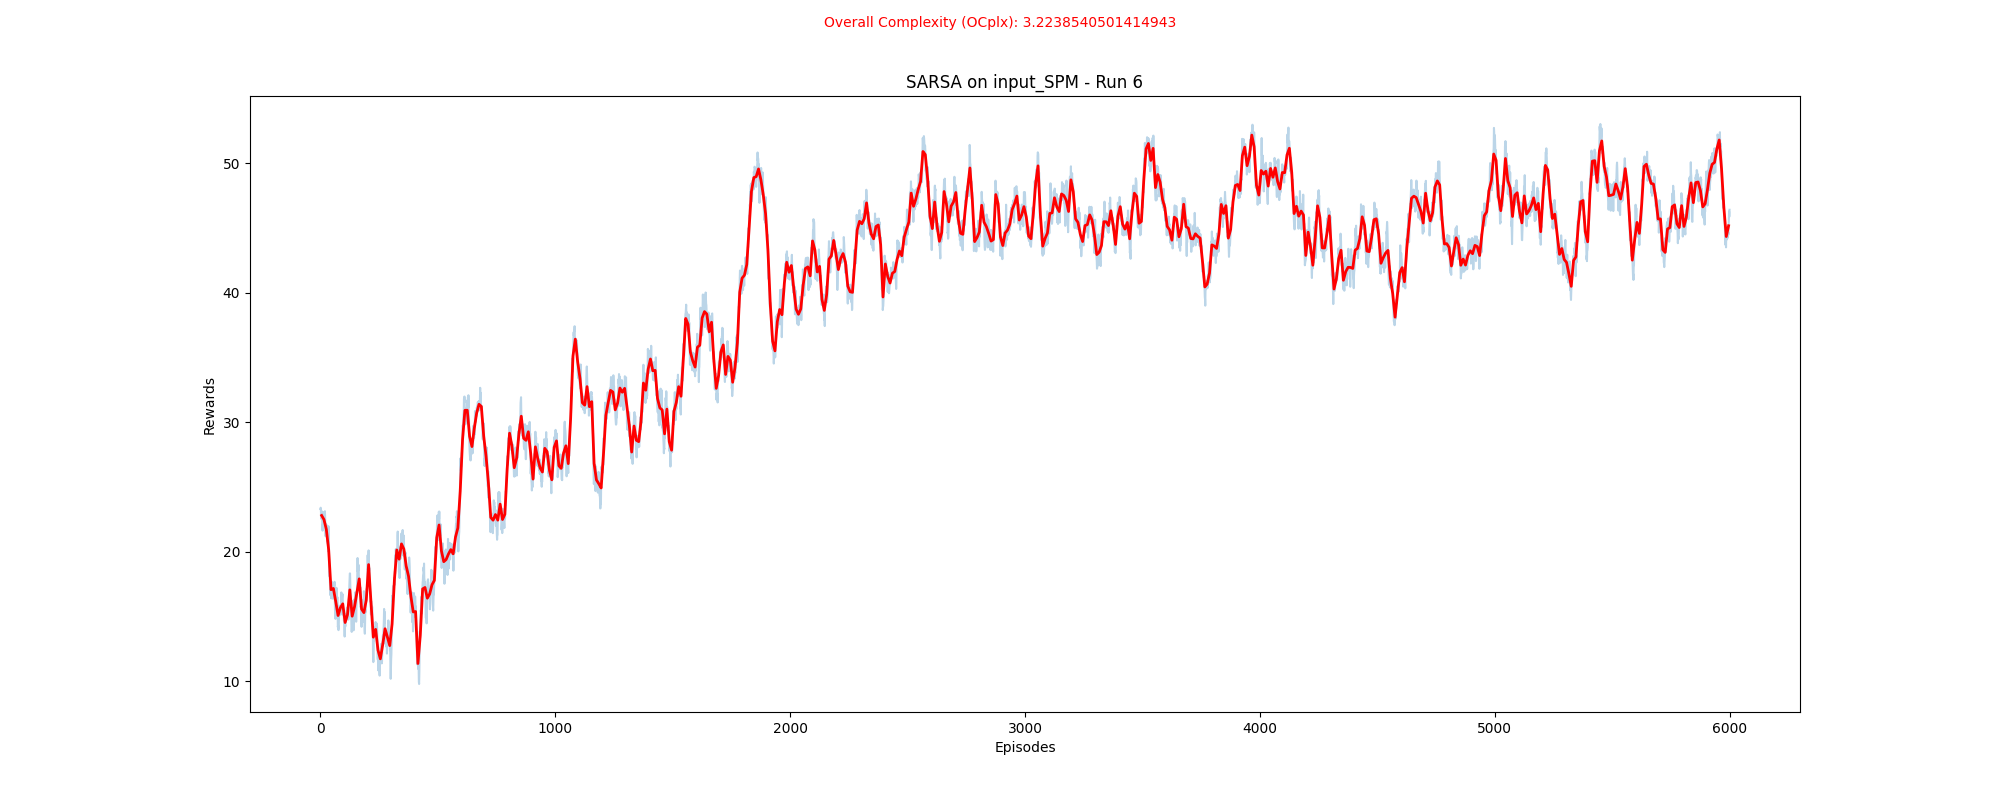 Overall Complexity (OCplx): 3.2238540501414943
SARSA on input_SPM - Run 6
Rewards
50
40
30
20
10
0 1000 2000 3000 4000 5000 6000
Episodes